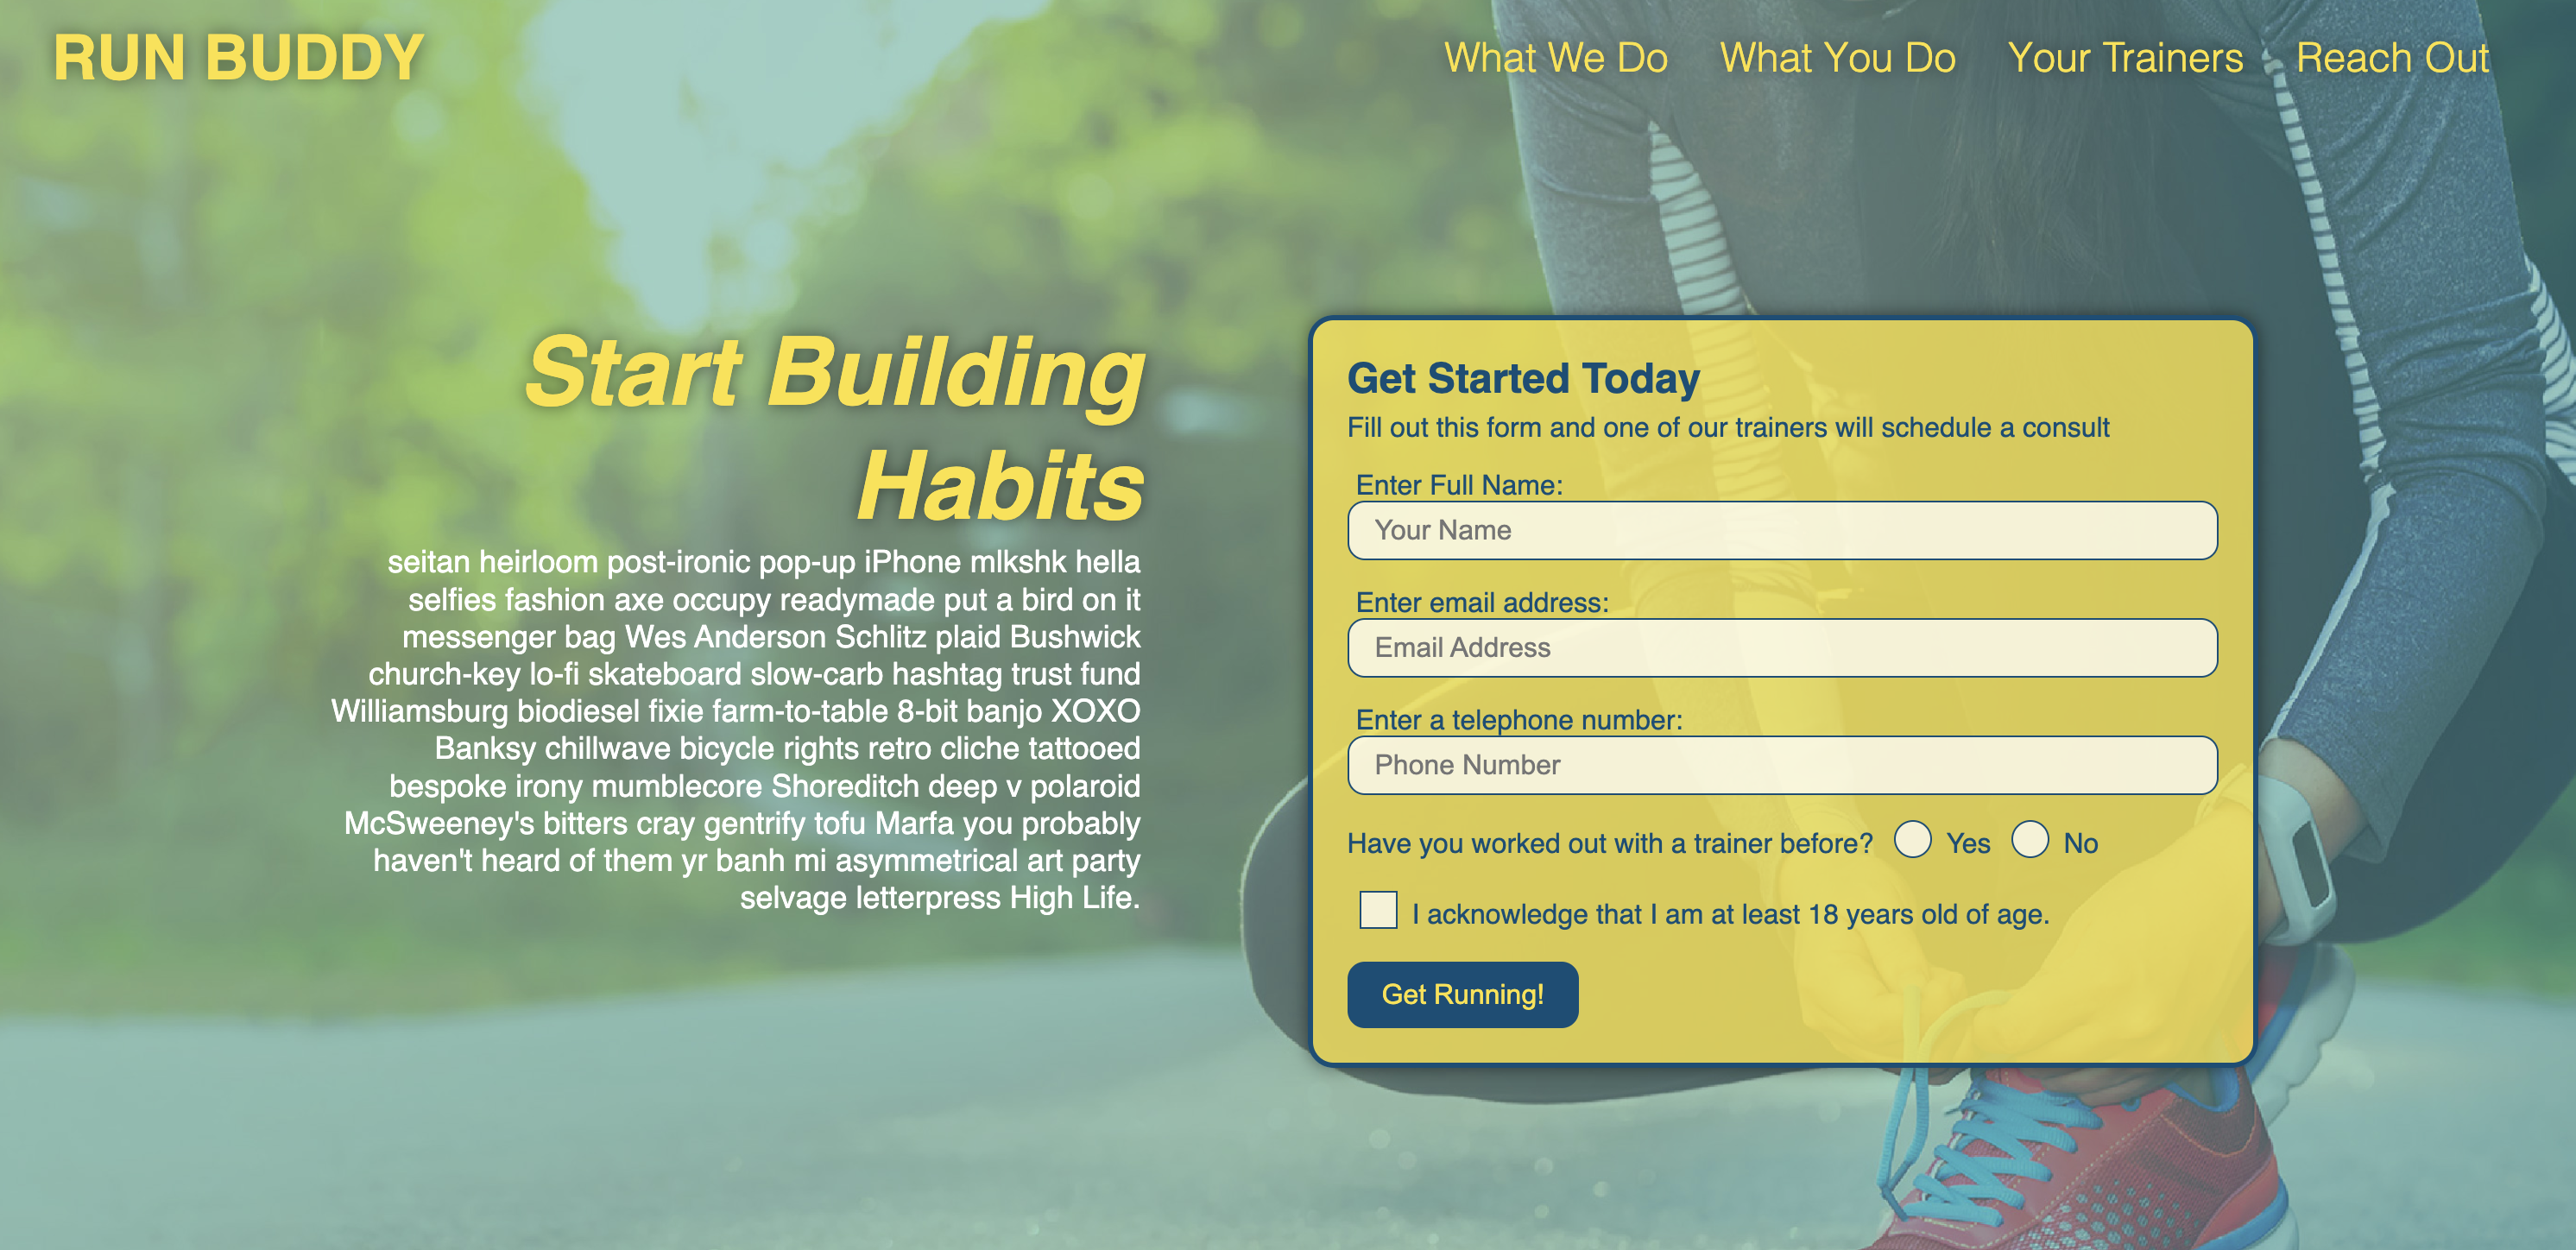 RUN BUDDY
What We Do
What You Do
Your Trainers
Reach Out
Start Building
Habits
seitan heirloom post-ironic pop-up iPhone mlkshk hella
selfies fashion axe occupy readymade put a bird on it
messenger bag Wes Anderson Schlitz plaid Bushwick
church-key lo-fi skateboard slow-carb hashtag trust fund
Williamsburg biodiesel fixie farm-to-table 8-bit banjo XOXO
Banksy chillwave bicycle rights retro cliche tattooed
bespoke irony mumblecore Shoreditch deep v polaroid
McSweeney's bitters cray gentrify tofu Marfa you probably
haven't heard of them yr banh mi asymmetrical art party
selvage letterpress High Life.
Get Started Today
Fill out this form and one of our trainers will schedule a consult
Enter Full Name:
Your Name
Enter email address:
Email Address
Enter a telephone number:
Phone Number
Have you worked out with a trainer before? Yes No
I acknowledge that I am at least 18 years old of age.
Get Running!